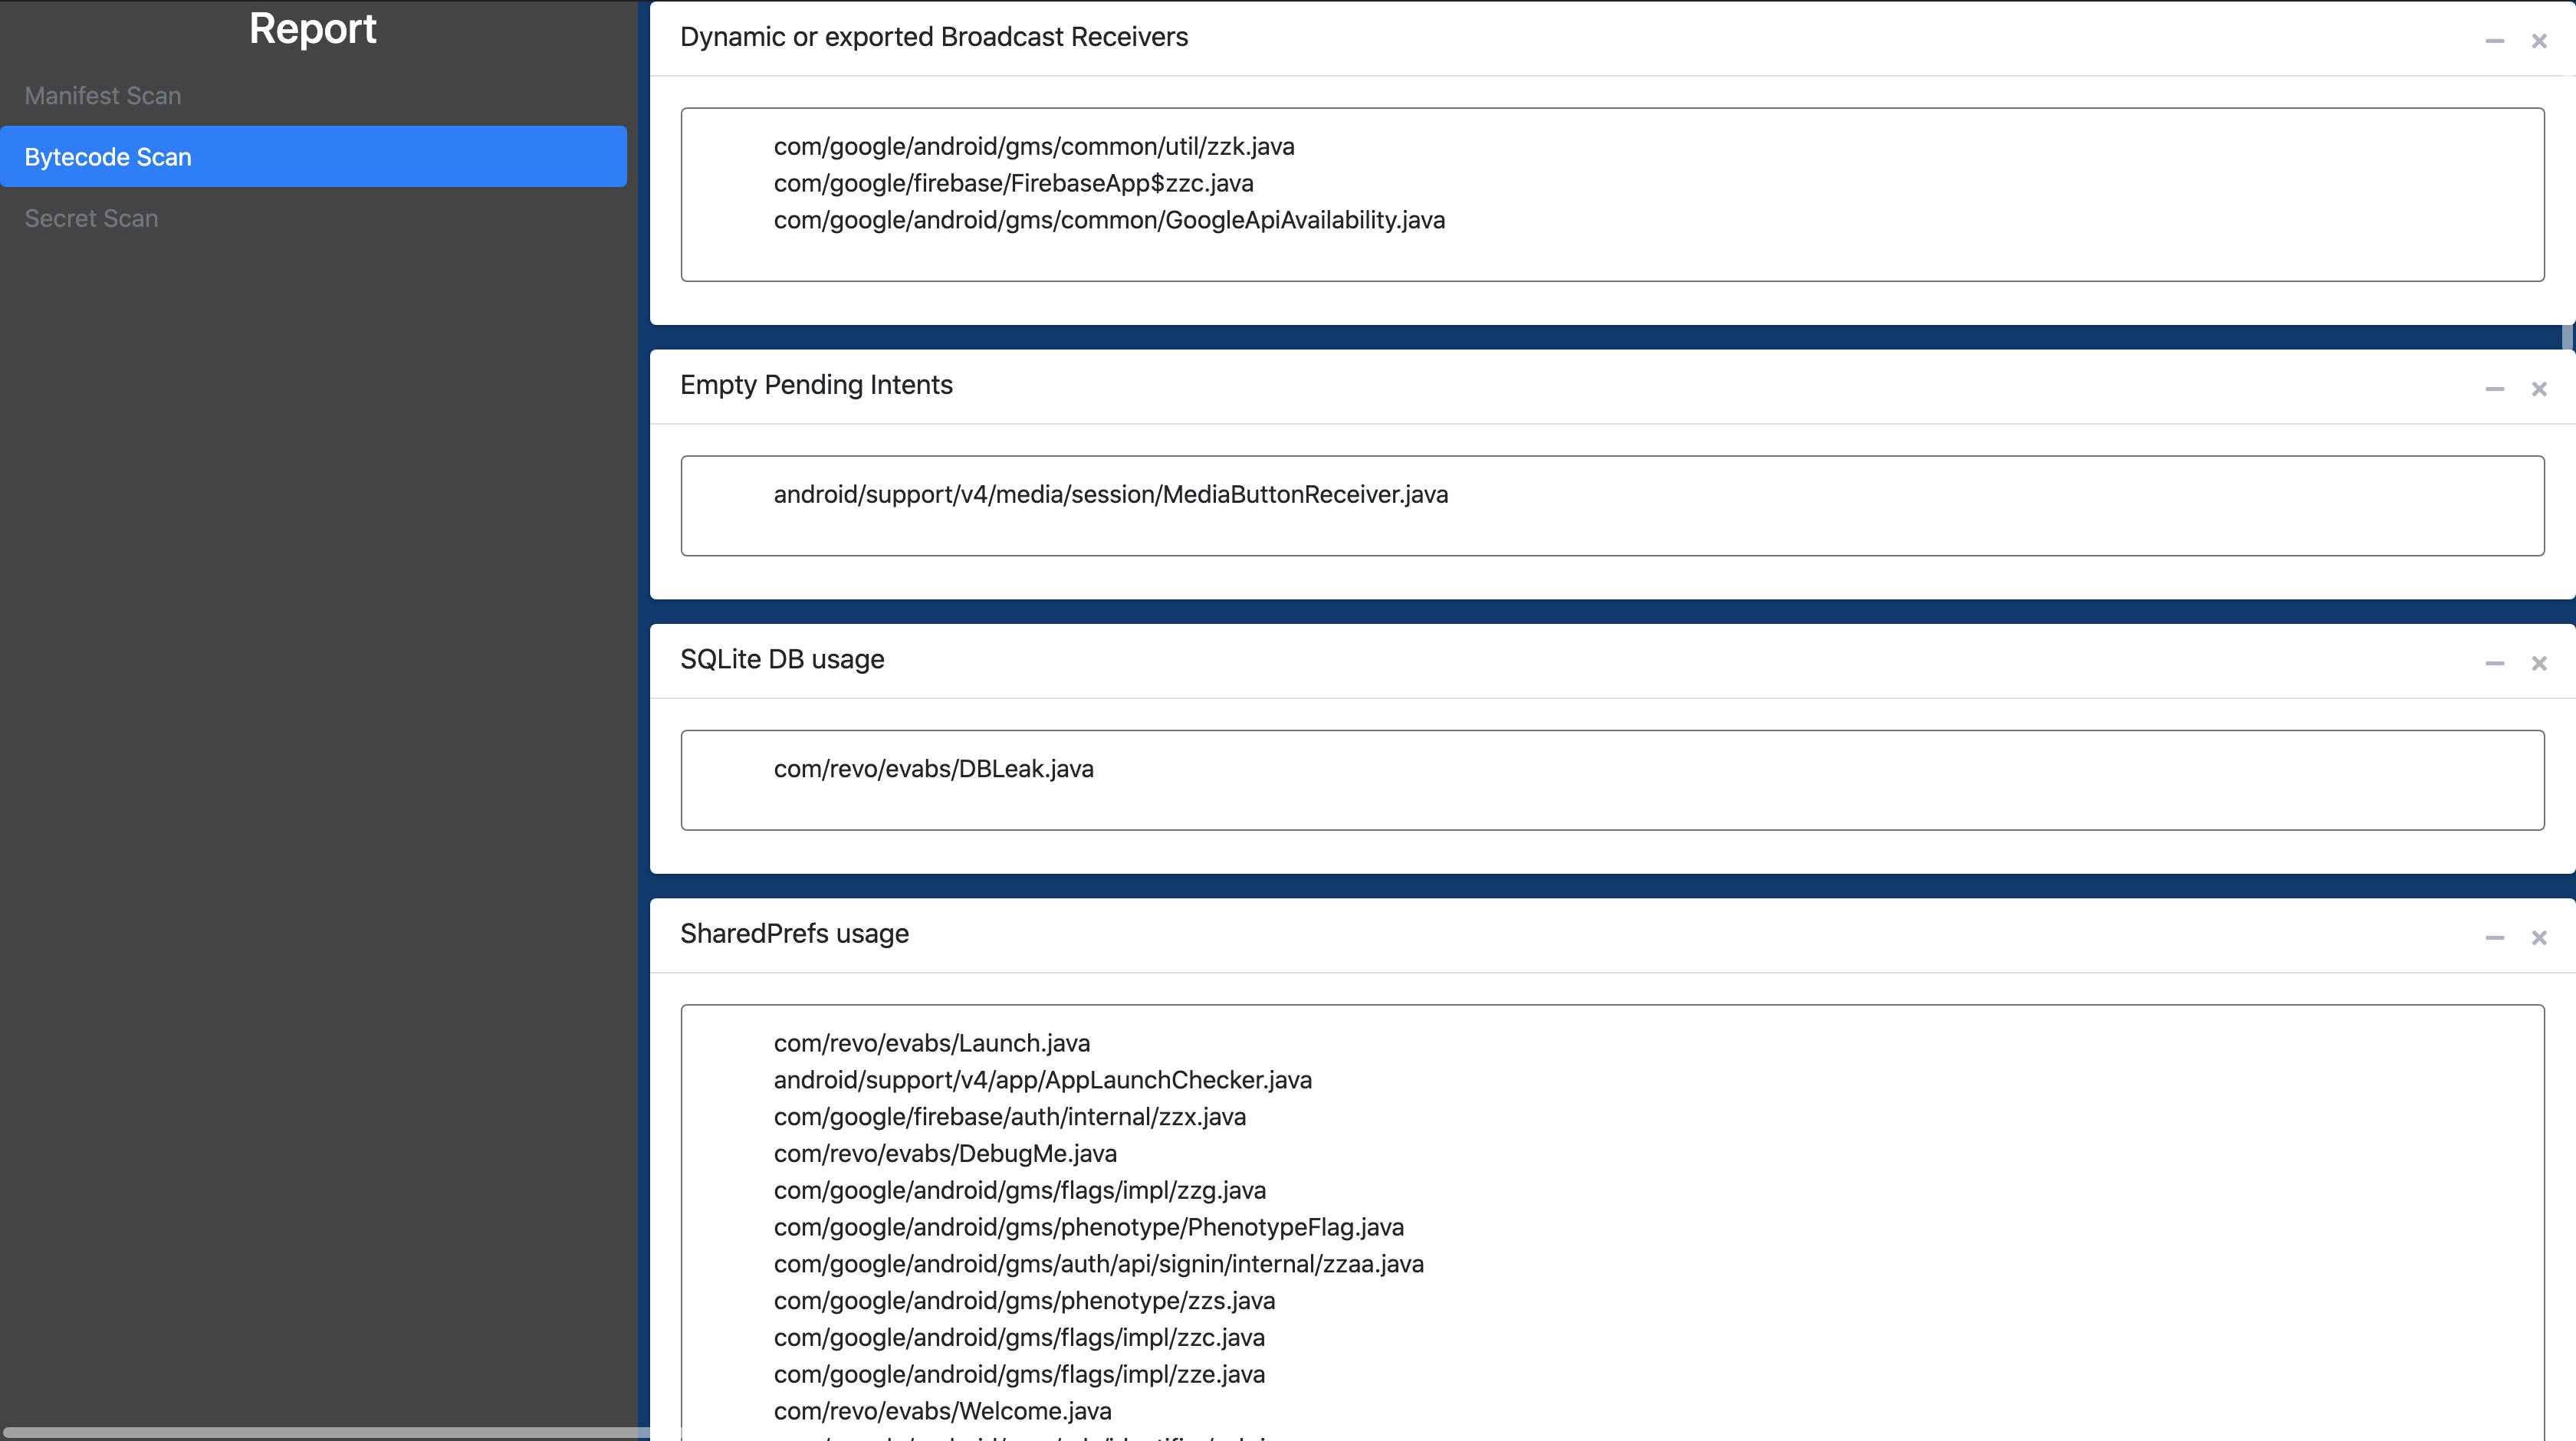 Report
Manifest Scan
Bytecode Scan
Secret Scan
Dynamic or exported Broadcast Receivers
com/google/android/gms/common/util/zzk.java
com/google/firebase/FirebaseApp$zzc.java
com/google/android/gms/common/GoogleApiAvailability.java
Empty Pending Intents
android/support/v4/media/session/MediaButtonReceiver.java
SQLite DB usage
com/revo/evabs/DBLeak.java
SharedPrefs usage
com/revo/evabs/Launch.java
android/support/v4/app/AppLaunchChecker.java
com/google/firebase/auth/internal/zzx.java
com/revo/evabs/DebugMe.java
com/google/android/gms/flags/impl/zzg.java
com/google/android/gms/phenotype/PhenotypeFlag.java
com/google/android/gms/auth/api/signin/internal/zzaa.java
com/google/android/gms/phenotype/zzs.java
com/google/android/gms/flags/impl/zzc.java
com/google/android/gms/flags/impl/zze.java
com/revo/evabs/Welcome.java